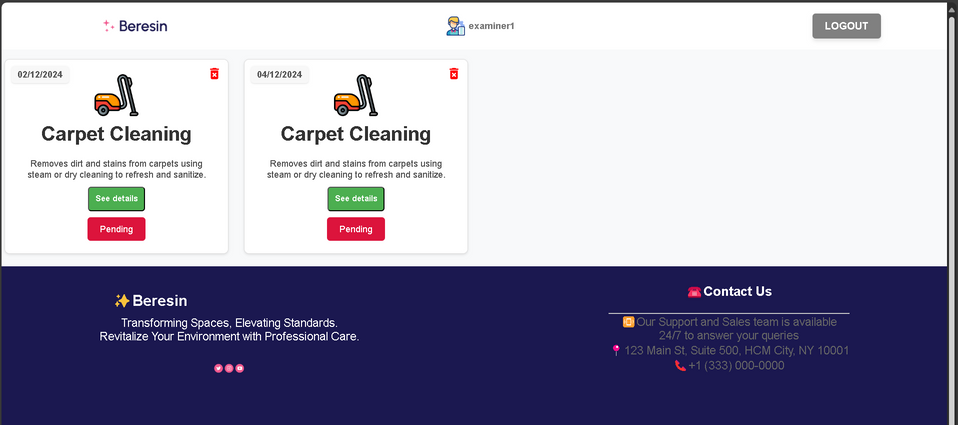 Beresin
examiner1
LOGOUT
02/12/2024
Carpet Cleaning
Removes dirt and stains from carpets using
steam or dry cleaning to refresh and sanitize.
See details
Pending
04/12/2024
Carpet Cleaning
Removes dirt and stains from carpets using
steam or dry cleaning to refresh and sanitize.
See details
Pending
Beresin
Transforming Spaces, Elevating Standards.
Revitalize Your Environment with Professional Care.
Contact Us
Our Support and Sales team is available
24/7 to answer your queries
123 Main St, Suite 500, HCM City, NY 10001
+1 (333) 000-0000